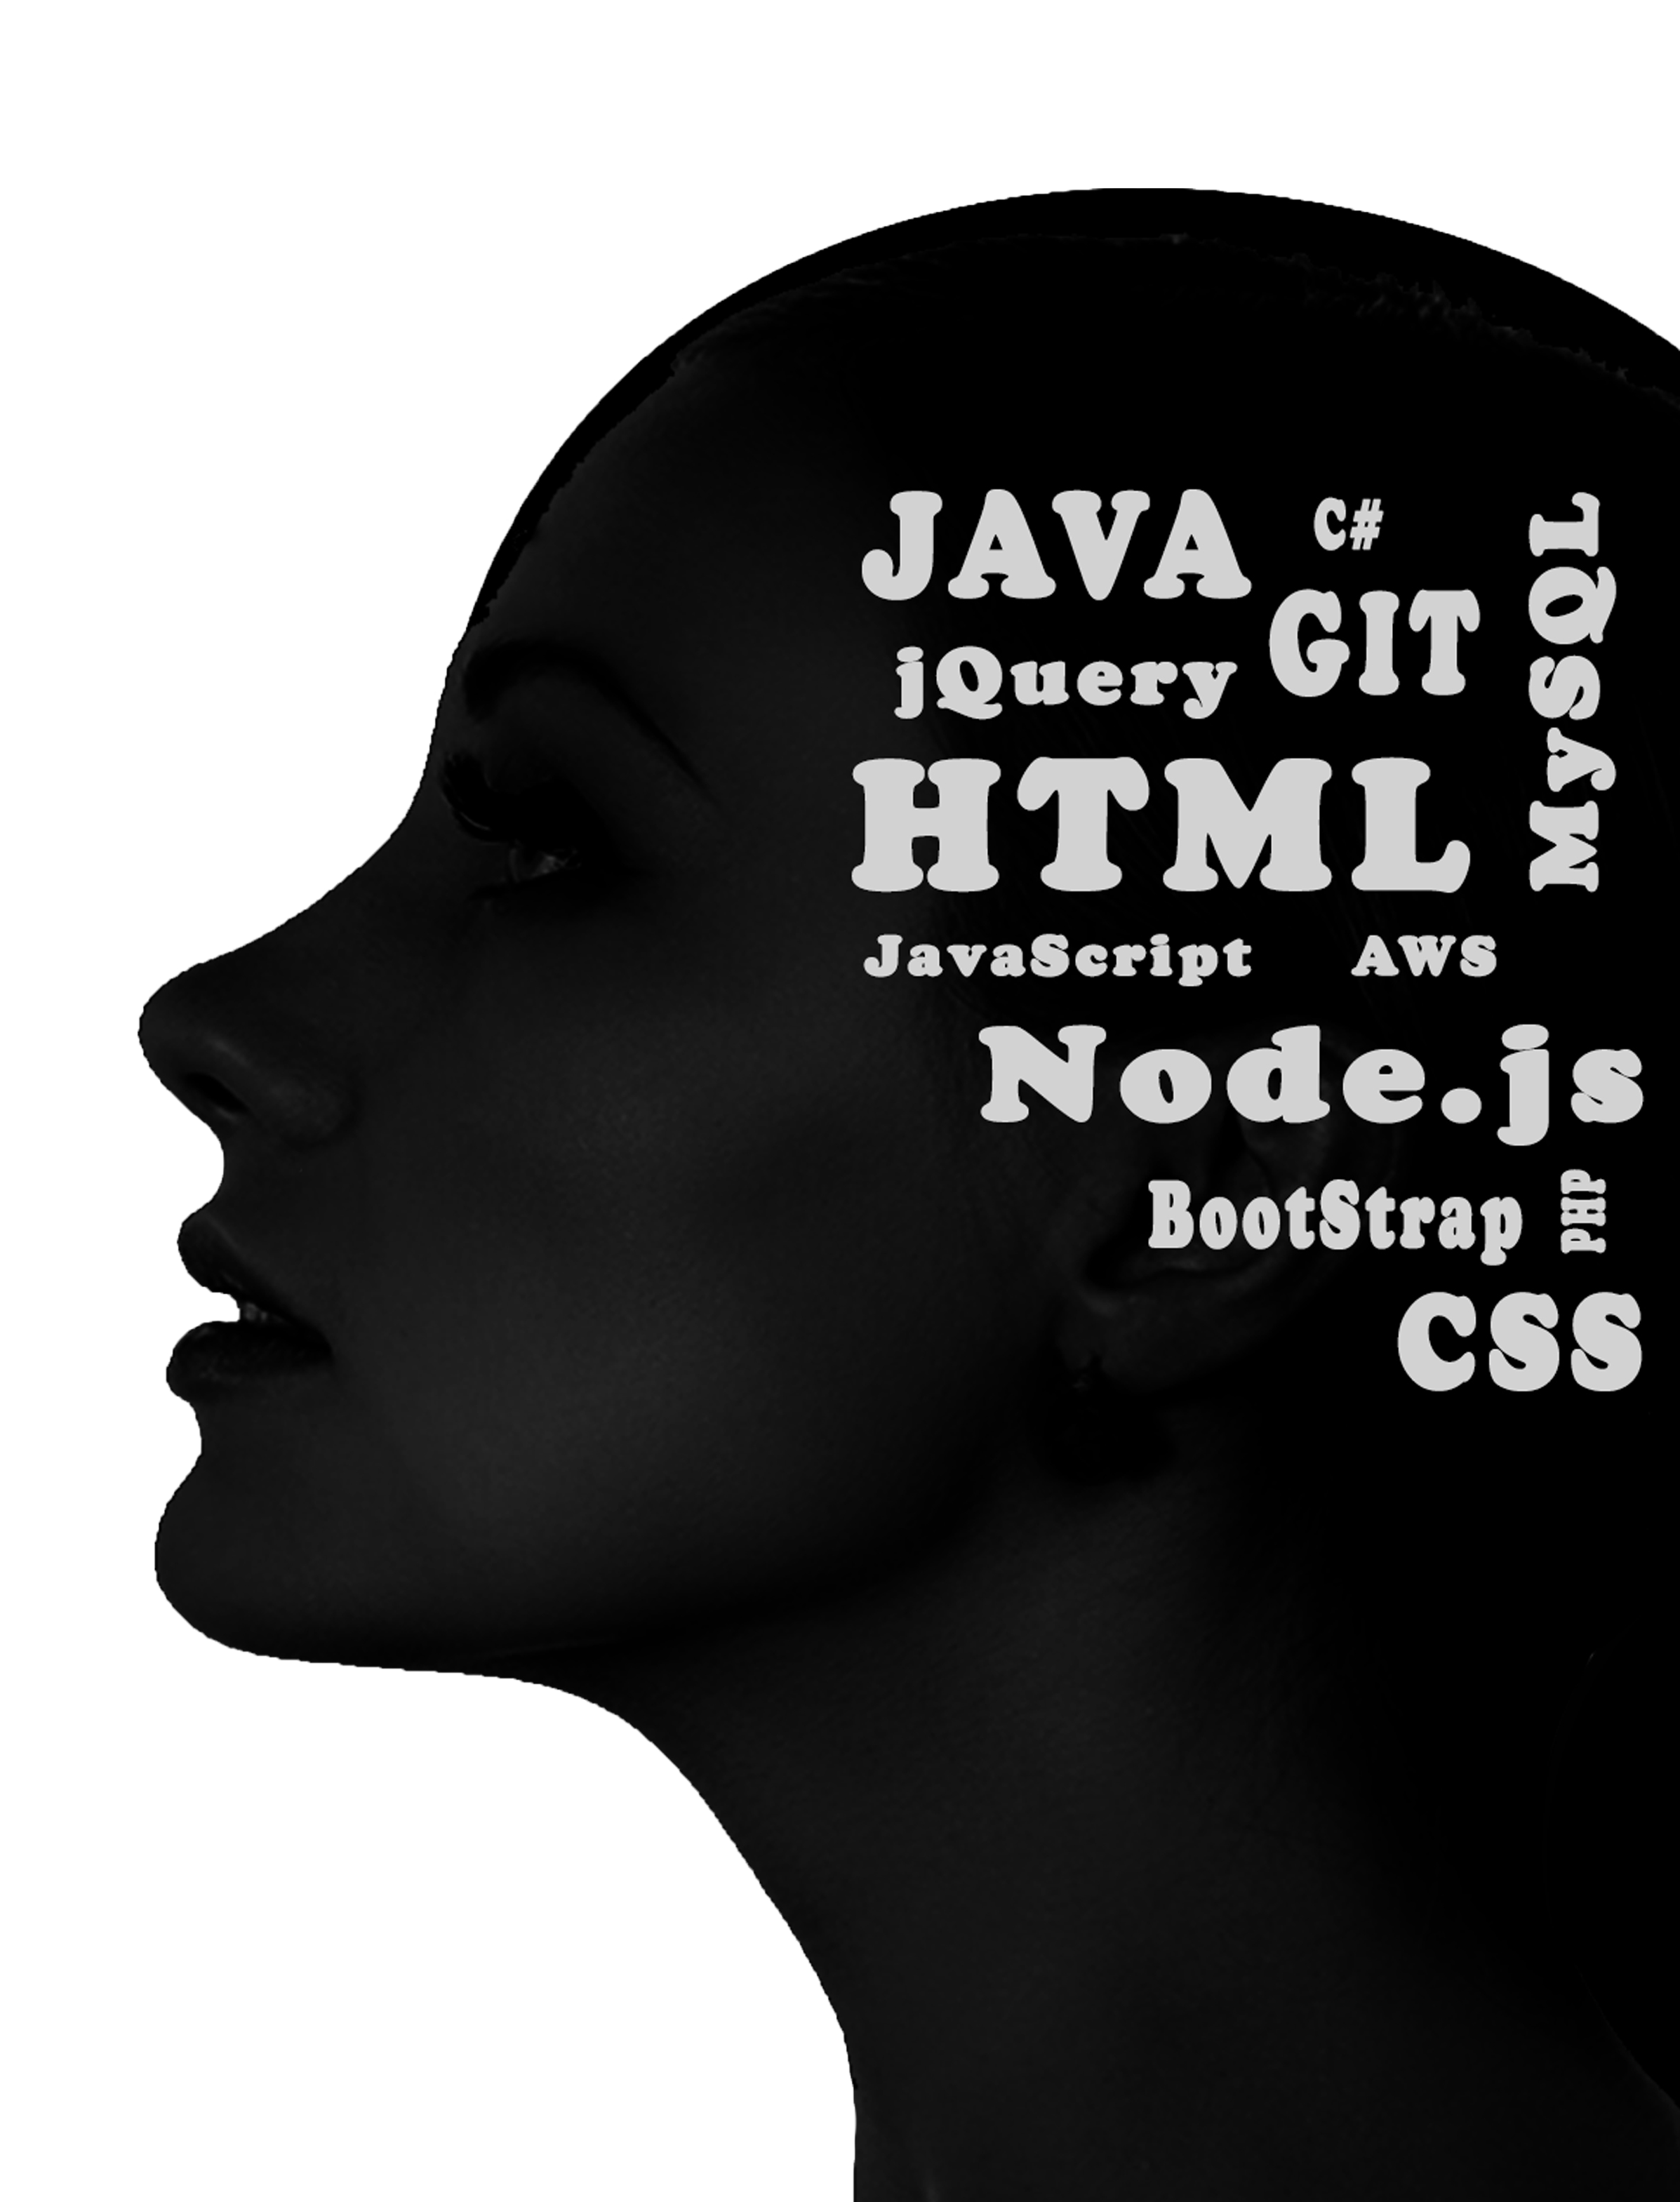 JAVA
C#
GIT
MySQL
jQuery
HTML
JavaScript
AWS
Node.js
BootStrap
PHP
CSS